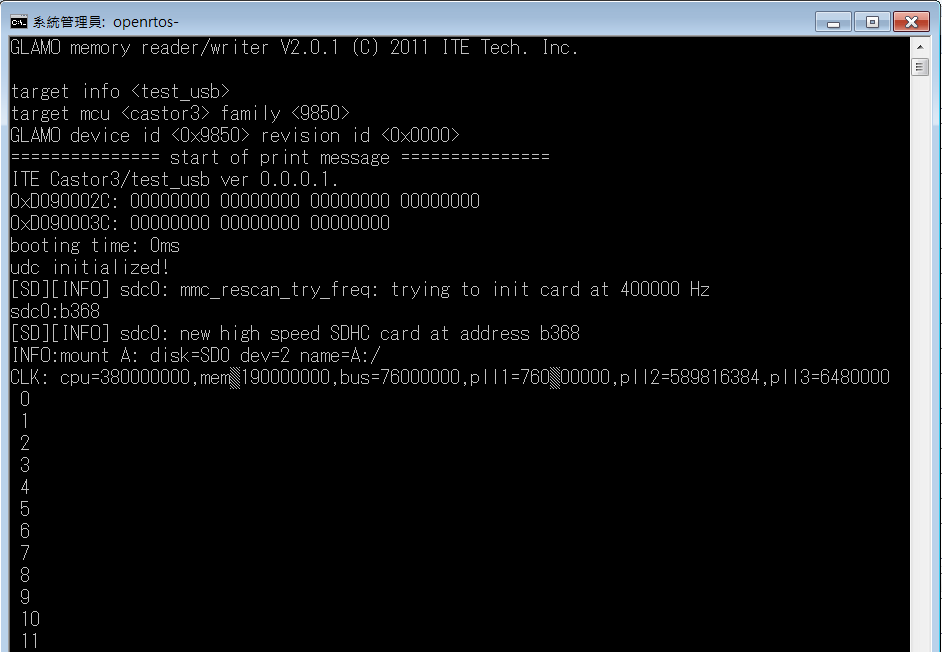 系統管理員: openrtos-
GLAMO memory reader/writer V2.0.1 (C) 2011 ITE Tech. Inc.
target info <test_usb>
target mcu <castor3> family <9850>
GLAMO device id <0x9850> revision id <0x0000>
=============== start of print message ===============
ITE Castor3/test_usb ver 0.0.0.1.
0xD090002C: 00000000 00000000 00000000 00000000
0xD090003C: 00000000 00000000 00000000
booting time: 0ms
udc initialized!
[SD][INFO] sdc0: mmc_rescan_try_freq: trying to init card at 400000 Hz
sdc0:b368
[SD][INFO] sdc0: new high speed SDHC card at address b368
INFO:mount A: disk=SD0 dev=2 name=A:/
CLK: cpu=380000000,mem▒190000000,bus=76000000,pll1=760▒00000,pll2=589816384,pll3=6480000
0
1
2
3
4
5
6
7
8
9
10
11